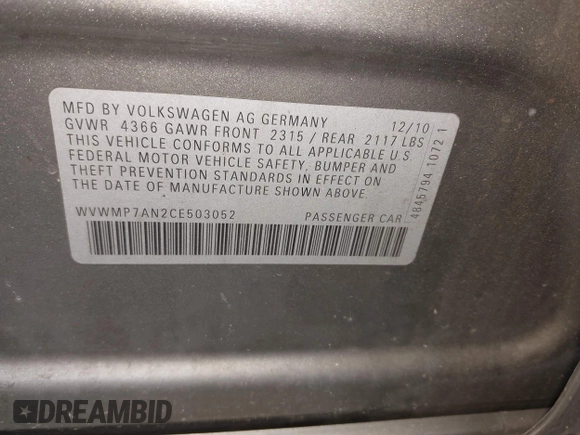 MFD BY VOLKSWAGEN AG GERMANY 12/10
GVWR 4366 GAWR FRONT 2315 / REAR 2117 LBS
THIS VEHICLE CONFORMS TO ALL APPLICABLE U.S
FEDERAL MOTOR VEHICLE SAFETY, BUMPER AND
THEFT PREVENTION STANDARDS IN EFFECT ON
THE DATE OF MANUFACTURE SHOWN ABOVE.
WVWMP7AN2CE503052 PASSENGER CAR
4845794 1072 1
DREAMBID